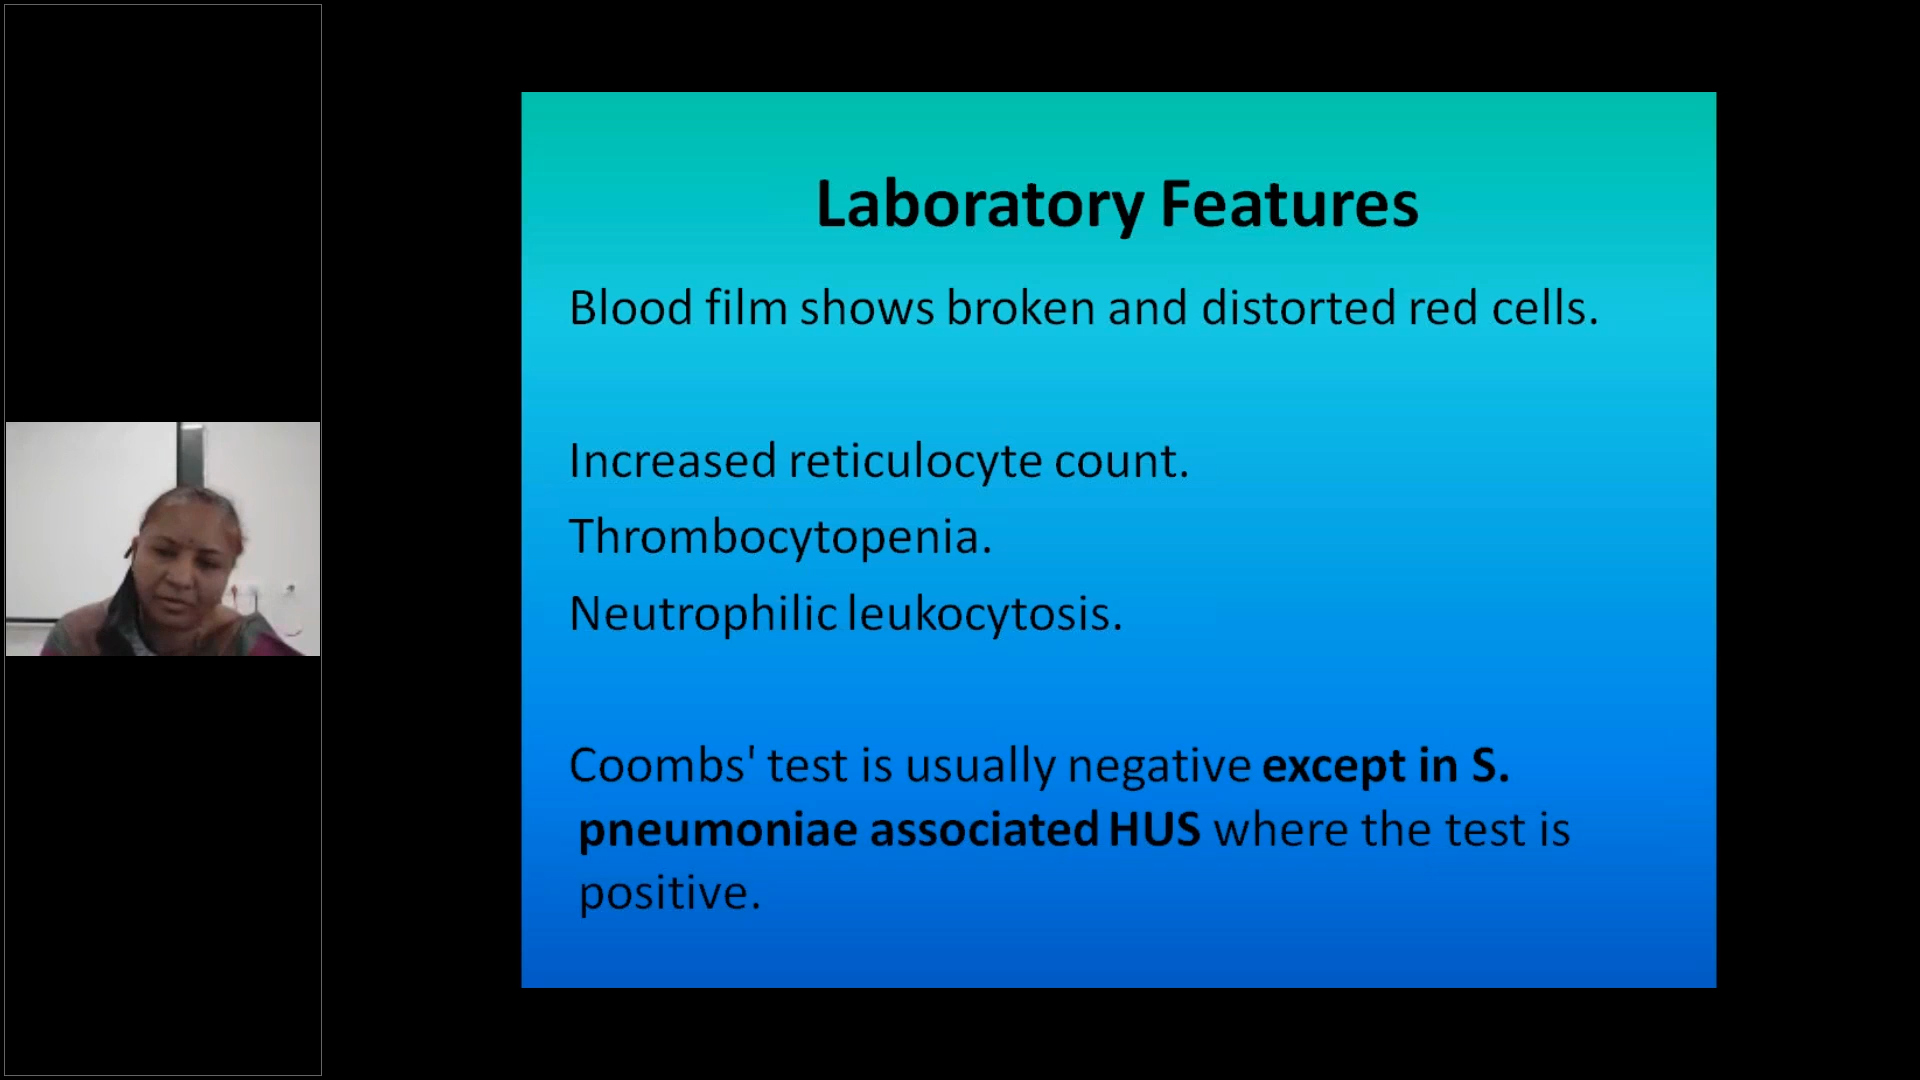 Laboratory Features
Blood film shows broken and distorted red cells.
Increased reticulocyte count.
Thrombocytopenia.
Neutrophilic leukocytosis.
Coombs' test is usually negative except in S.
pneumoniae associated HUS where the test is
positive.